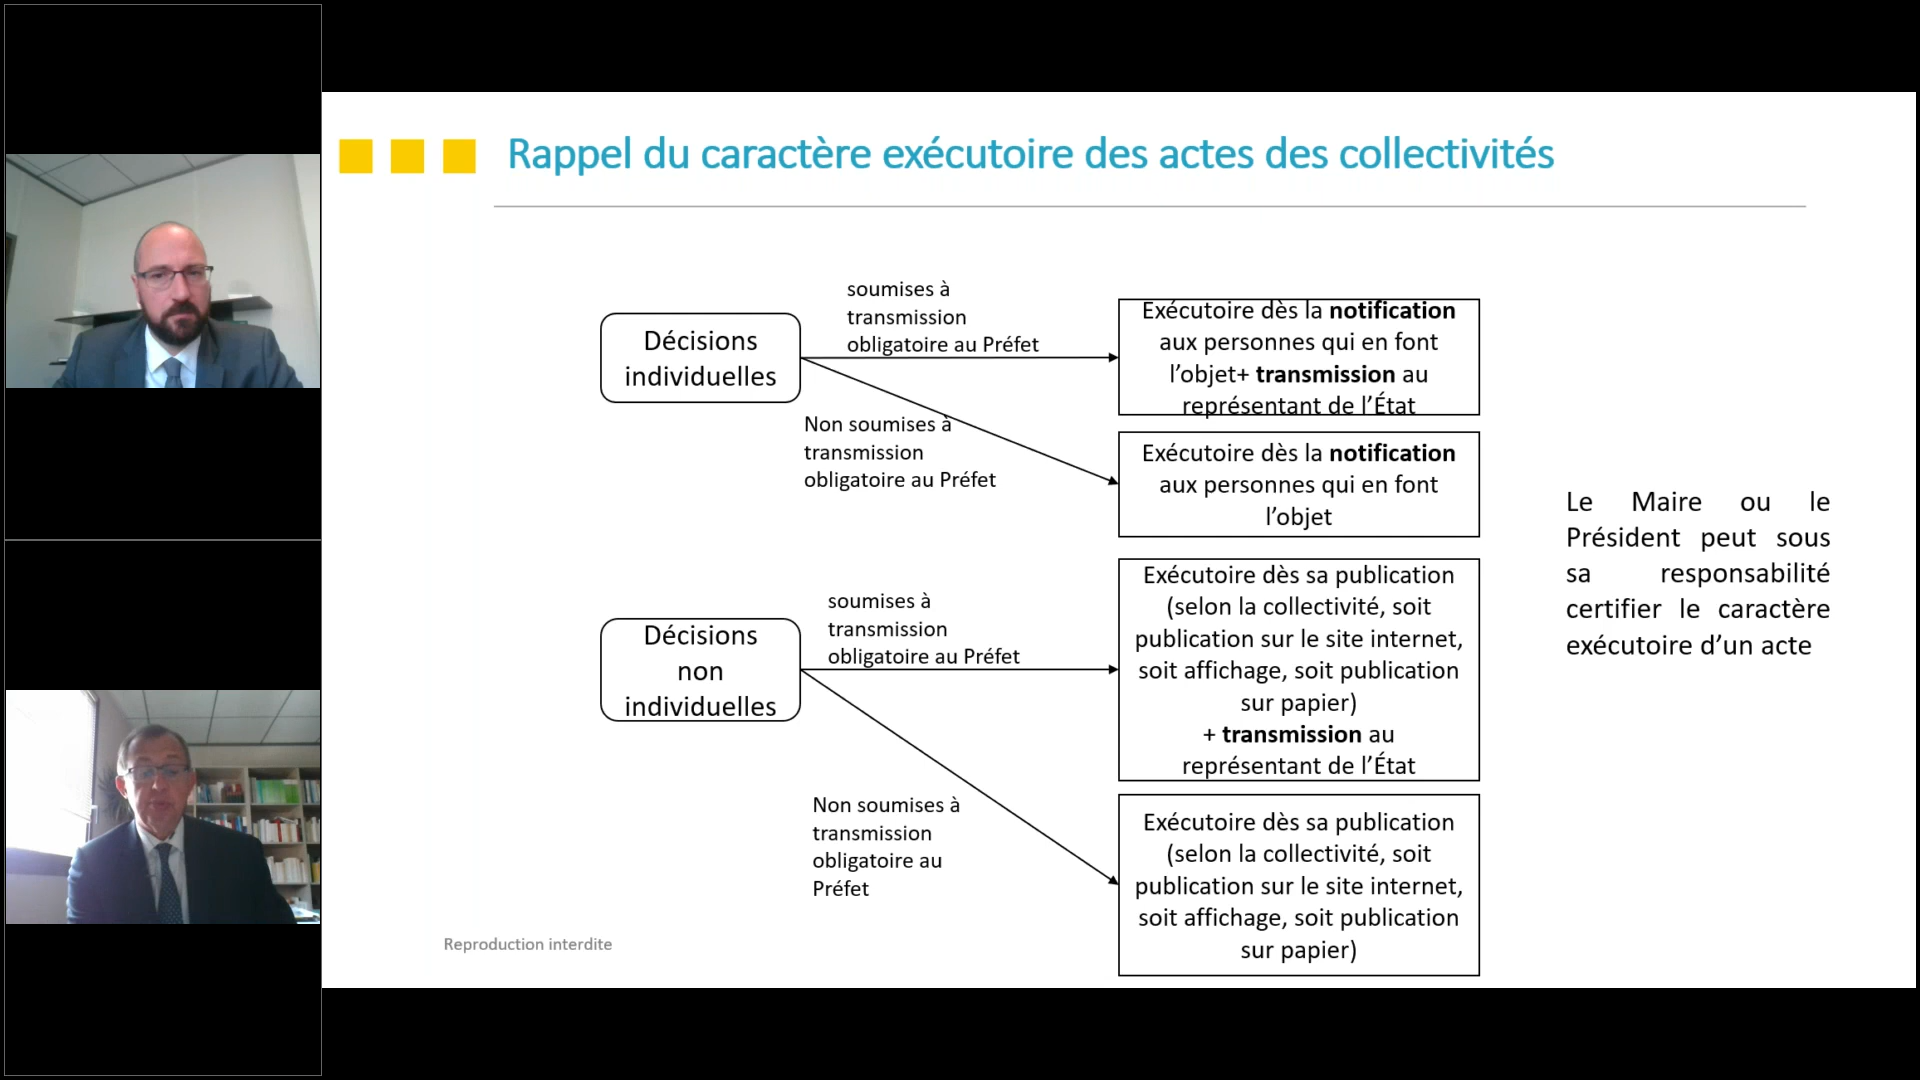 Rappel du caractère exécutoire des actes des collectivités
soumises à
transmission
obligatoire au Préfet
Décisions
individuelles
Exécutoire dès la notification
aux personnes qui en font
l’objet+ transmission au
représentant de l’État
Non soumises à
transmission
obligatoire au Préfet
Exécutoire dès la notification
aux personnes qui en font
l’objet
Le Maire ou le
Président peut sous
sa responsabilité
certifier le caractère
exécutoire d’un acte
soumises à
transmission
obligatoire au Préfet
Décisions
non
individuelles
Exécutoire dès sa publication
(selon la collectivité, soit
publication sur le site internet,
soit affichage, soit publication
sur papier)
+ transmission au
représentant de l’État
Non soumises à
transmission
obligatoire au
Préfet
Exécutoire dès sa publication
(selon la collectivité, soit
publication sur le site internet,
soit affichage, soit publication
sur papier)
Reproduction interdite